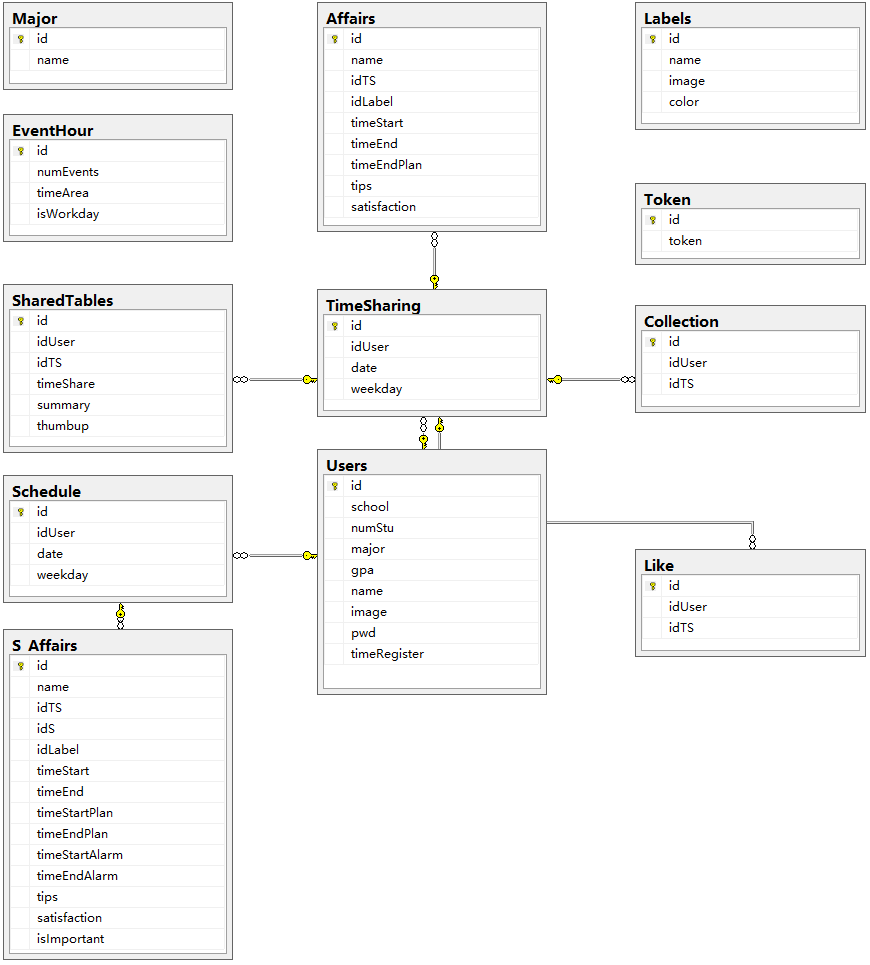 Major
id
name
EventHour
id
numEvents
timeArea
isWorkday
SharedTables
id
idUser
idTS
timeShare
summary
thumbup
Schedule
id
idUser
date
weekday
S_Affairs
id
name
idTS
idS
idLabel
timeStart
timeEnd
timeStartPlan
timeEndPlan
timeStartAlarm
timeEndAlarm
tips
satisfaction
isImportant
Affairs
id
name
idTS
idLabel
timeStart
timeEnd
timeEndPlan
tips
satisfaction
TimeSharing
id
idUser
date
weekday
Users
id
school
numStu
major
gpa
name
image
pwd
timeRegister
Labels
id
name
image
color
Token
id
token
Collection
id
idUser
idTS
Like
id
idUser
idTS